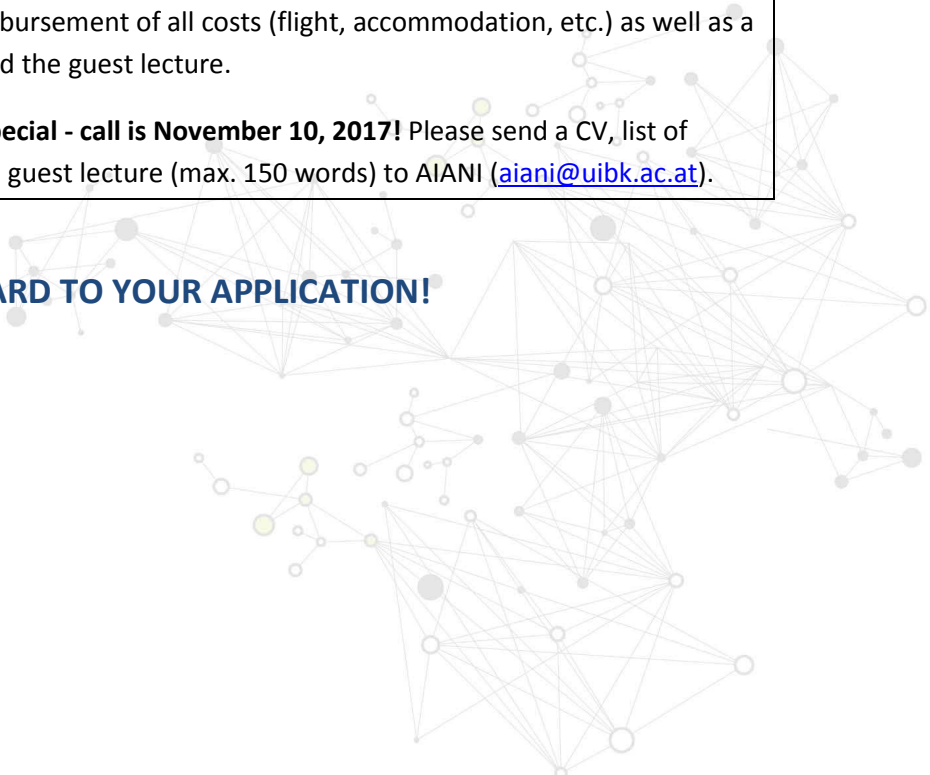 bursement of all costs (flight, accommodation, etc.) as well as a
d the guest lecture.
pecial - call is November 10, 2017! Please send a CV, list of
guest lecture (max. 150 words) to AIANI (aiani@uibk.ac.at).
ARD TO YOUR APPLICATION!